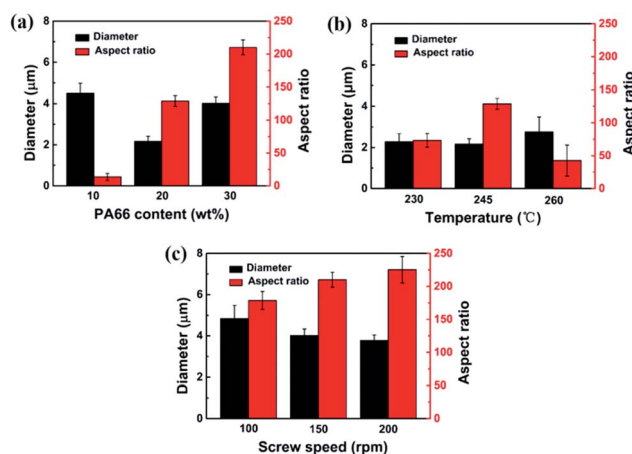 (a)
Diameter
Aspect ratio
Diameter (μm)
Aspect ratio
8
6
4
2
0
250
200
150
100
50
0
10 20 30
PA66 content (wt%)
(b)
Diameter
Aspect ratio
Diameter (μm)
Aspect ratio
8
6
4
2
0
250
200
150
100
50
0
230 245 260
Temperature (℃)
(c)
Diameter
Aspect ratio
Diameter (μm)
Aspect ratio
8
6
4
2
0
250
200
150
100
50
0
100 150 200
Screw speed (rpm)